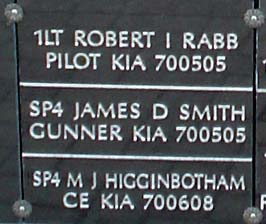 1LT ROBERT I RABB
PILOT KIA 700505
SP4 JAMES D SMITH
GUNNER KIA 700505
SP4 M J HIGGINBOTHAM
CE KIA 700608